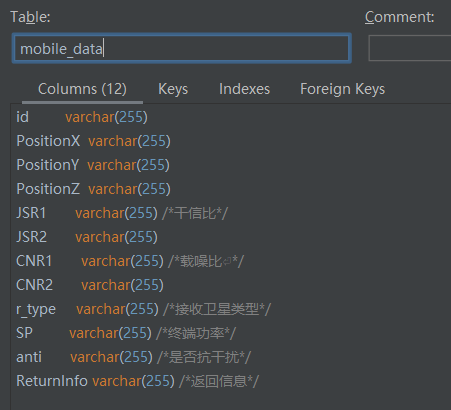 Table: Comment:
mobile_data
Columns (12) Keys Indexes Foreign Keys
id varchar(255)
PositionX varchar(255)
PositionY varchar(255)
PositionZ varchar(255)
JSR1 varchar(255) /*干信比*/
JSR2 varchar(255)
CNR1 varchar(255) /*载噪比⏎*/
CNR2 varchar(255)
r_type varchar(255) /*接收卫星类型*/
SP varchar(255) /*终端功率*/
anti varchar(255) /*是否抗干扰*/
ReturnInfo varchar(255) /*返回信息*/